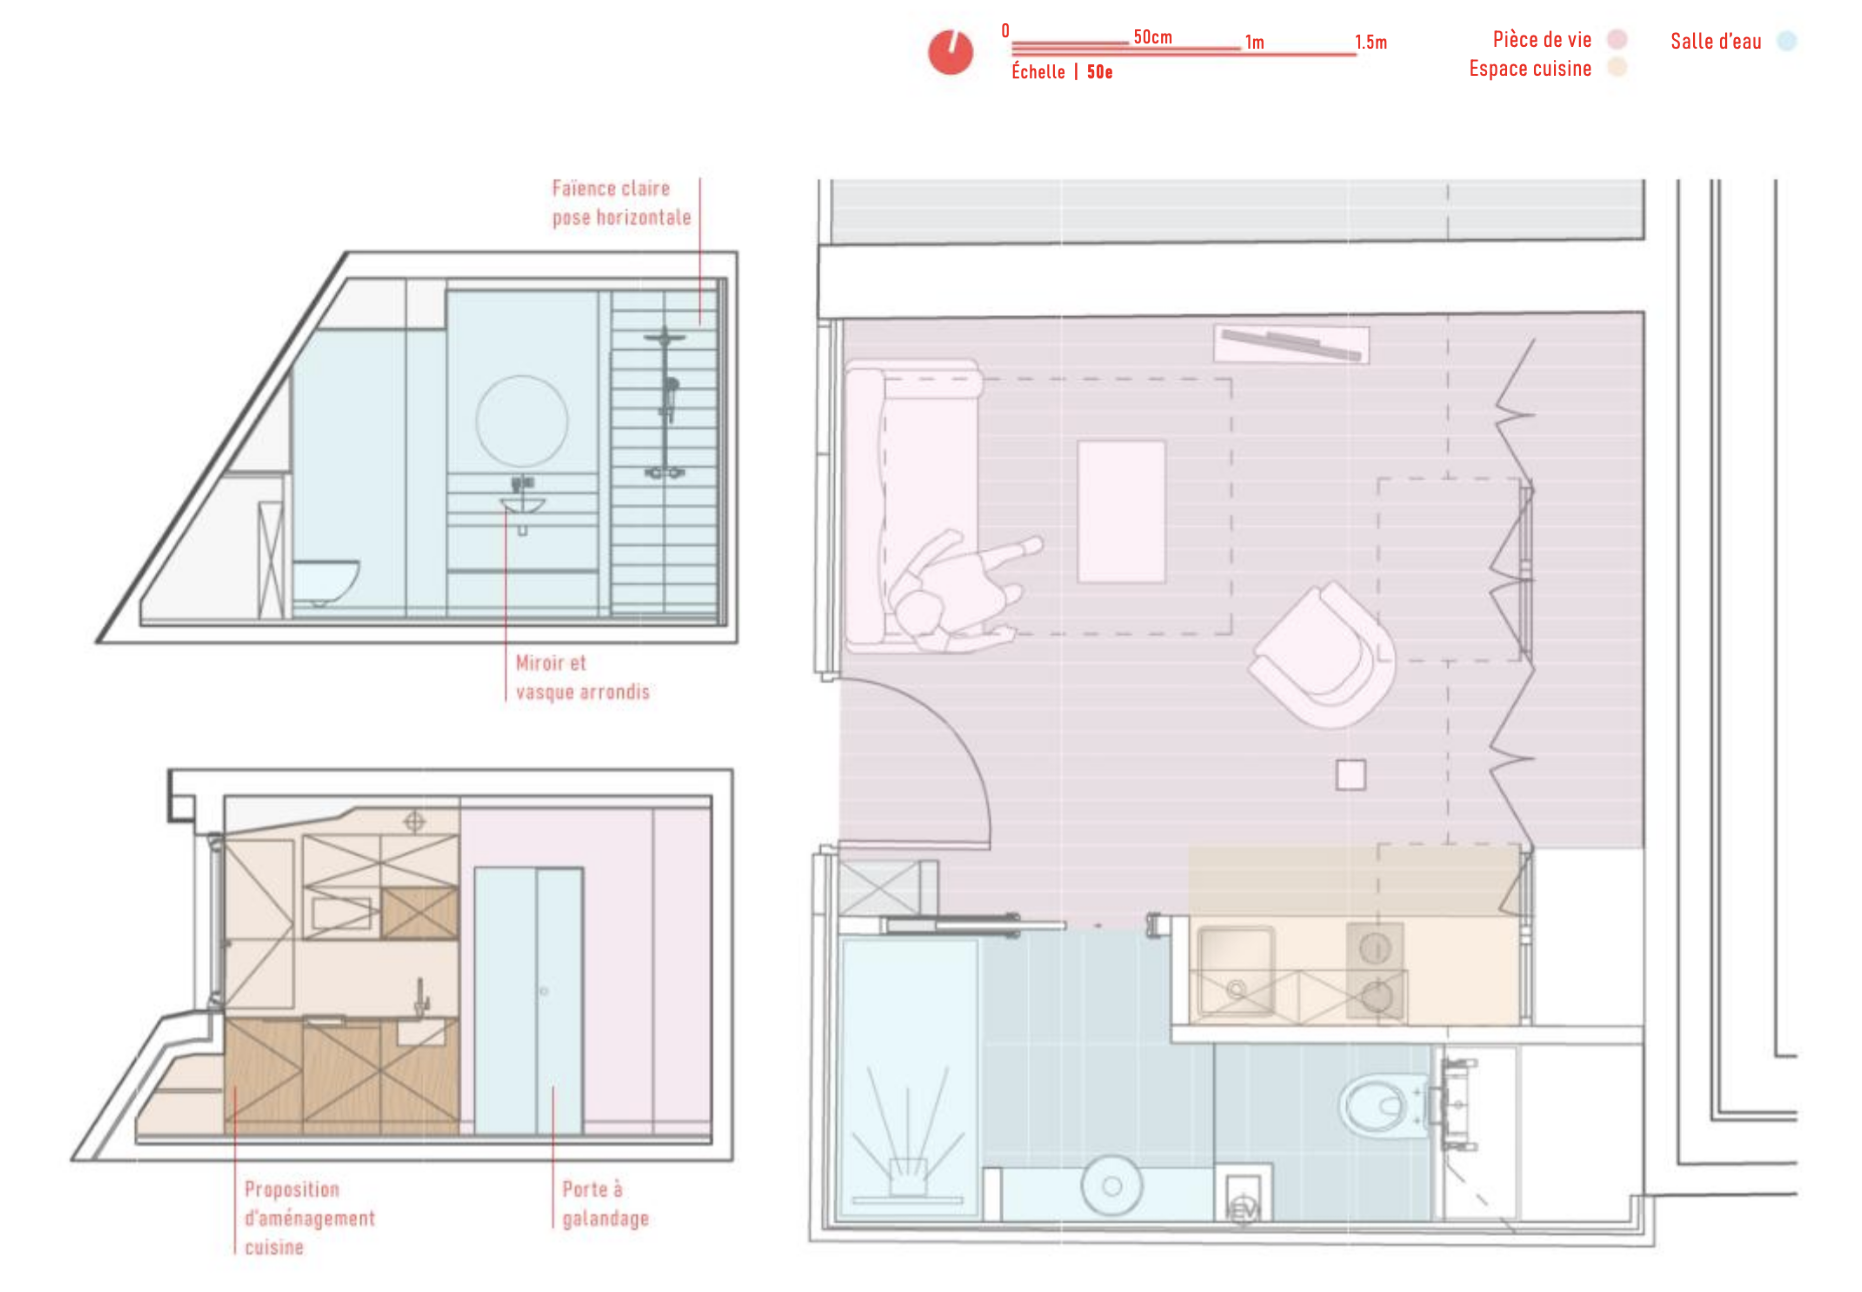 0
50cm
1m
1.5m
Échelle | 50e
Pièce de vie
Espace cuisine
Salle d'eau
Faïence claire
pose horizontale
Miroir et
vasque arrondis
Proposition
d'aménagement
cuisine
Porte à
galandage
EV